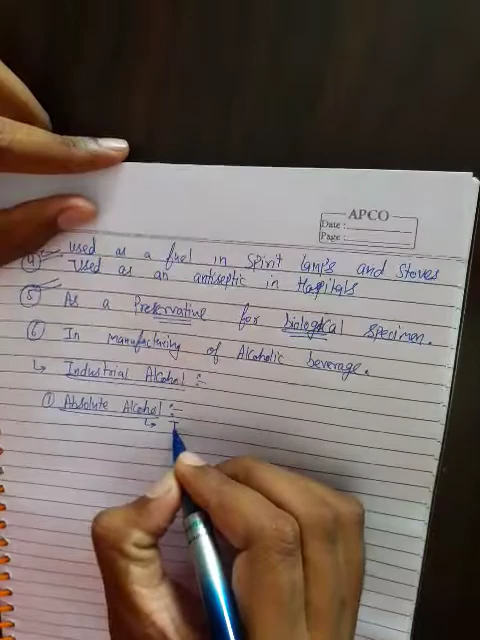 APCO
Date :
Page :
used as a fuel in Spirit lamps and Stoves
④ Used as an antiseptic in Hospitals
⑤ As a Preservative for biological Specimen.
⑥ In manufacturing of Alcoholic beverage.
↳ Industrial Alcohol :-
① Absolute Alcohol :-
↳ I